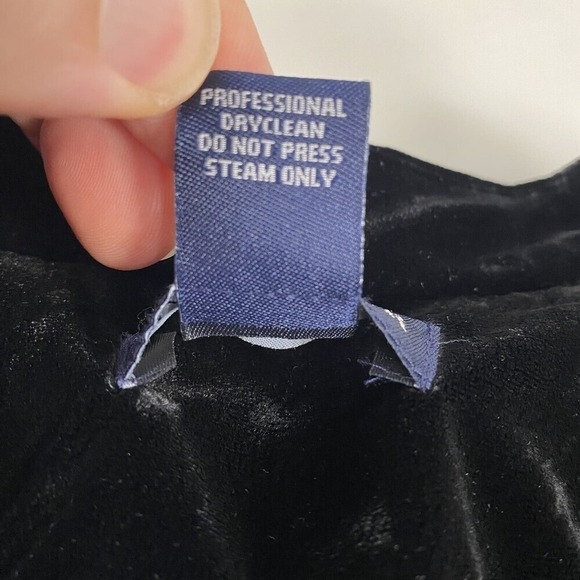 PROFESSIONAL
DRYCLEAN
DO NOT PRESS
STEAM ONLY